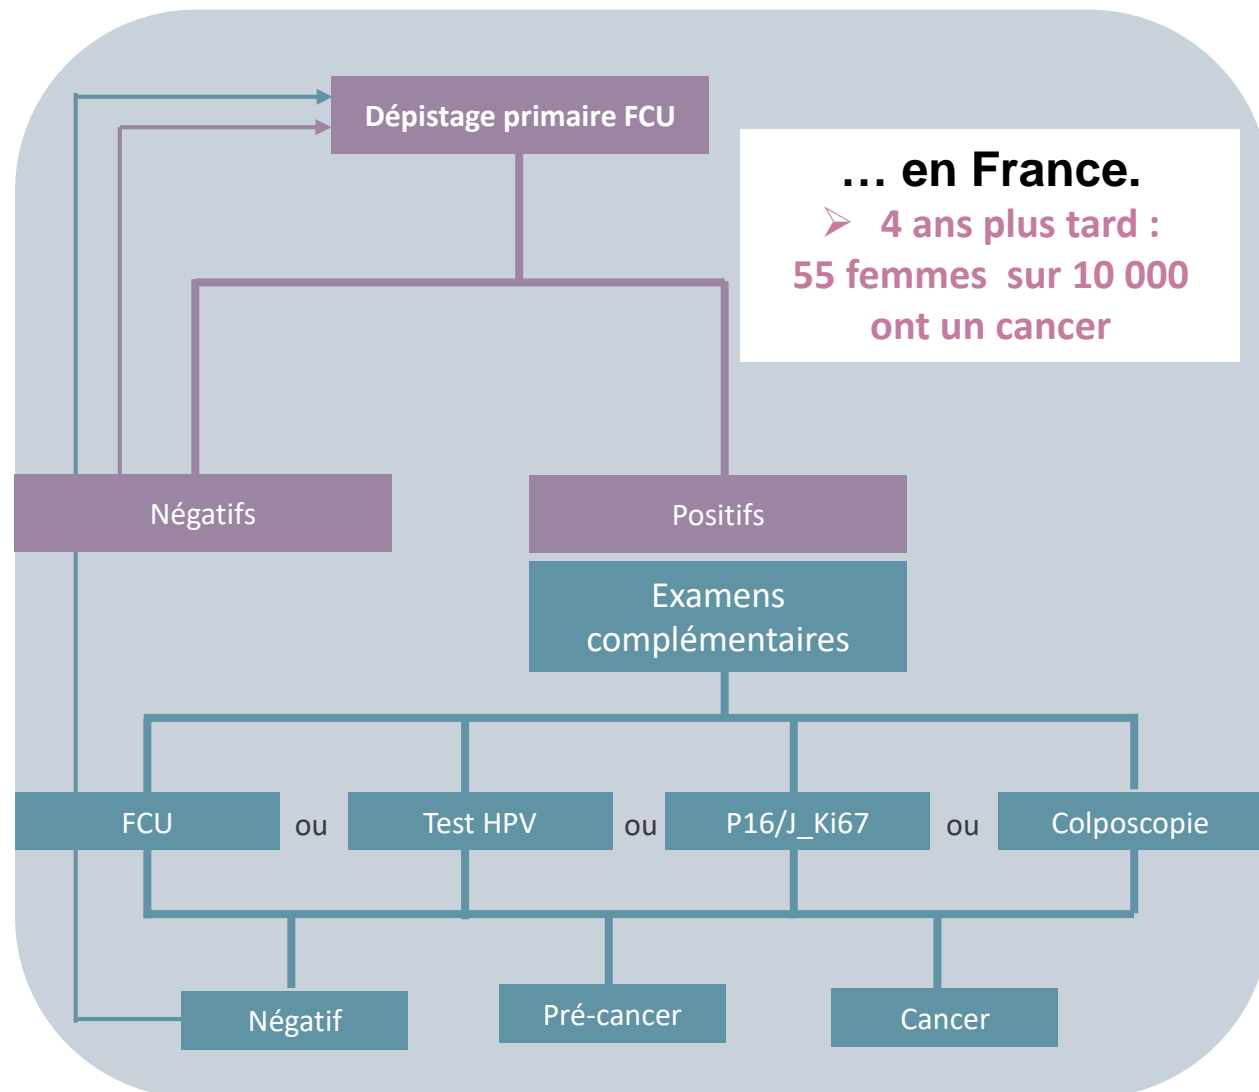 Dépistage primaire FCU
… en France.
➢ 4 ans plus tard :
55 femmes sur 10 000
ont un cancer
Négatifs
Positifs
Examens
complémentaires
FCU
ou
Test HPV
ou
P16/J_Ki67
ou
Colposcopie
Négatif
Pré-cancer
Cancer